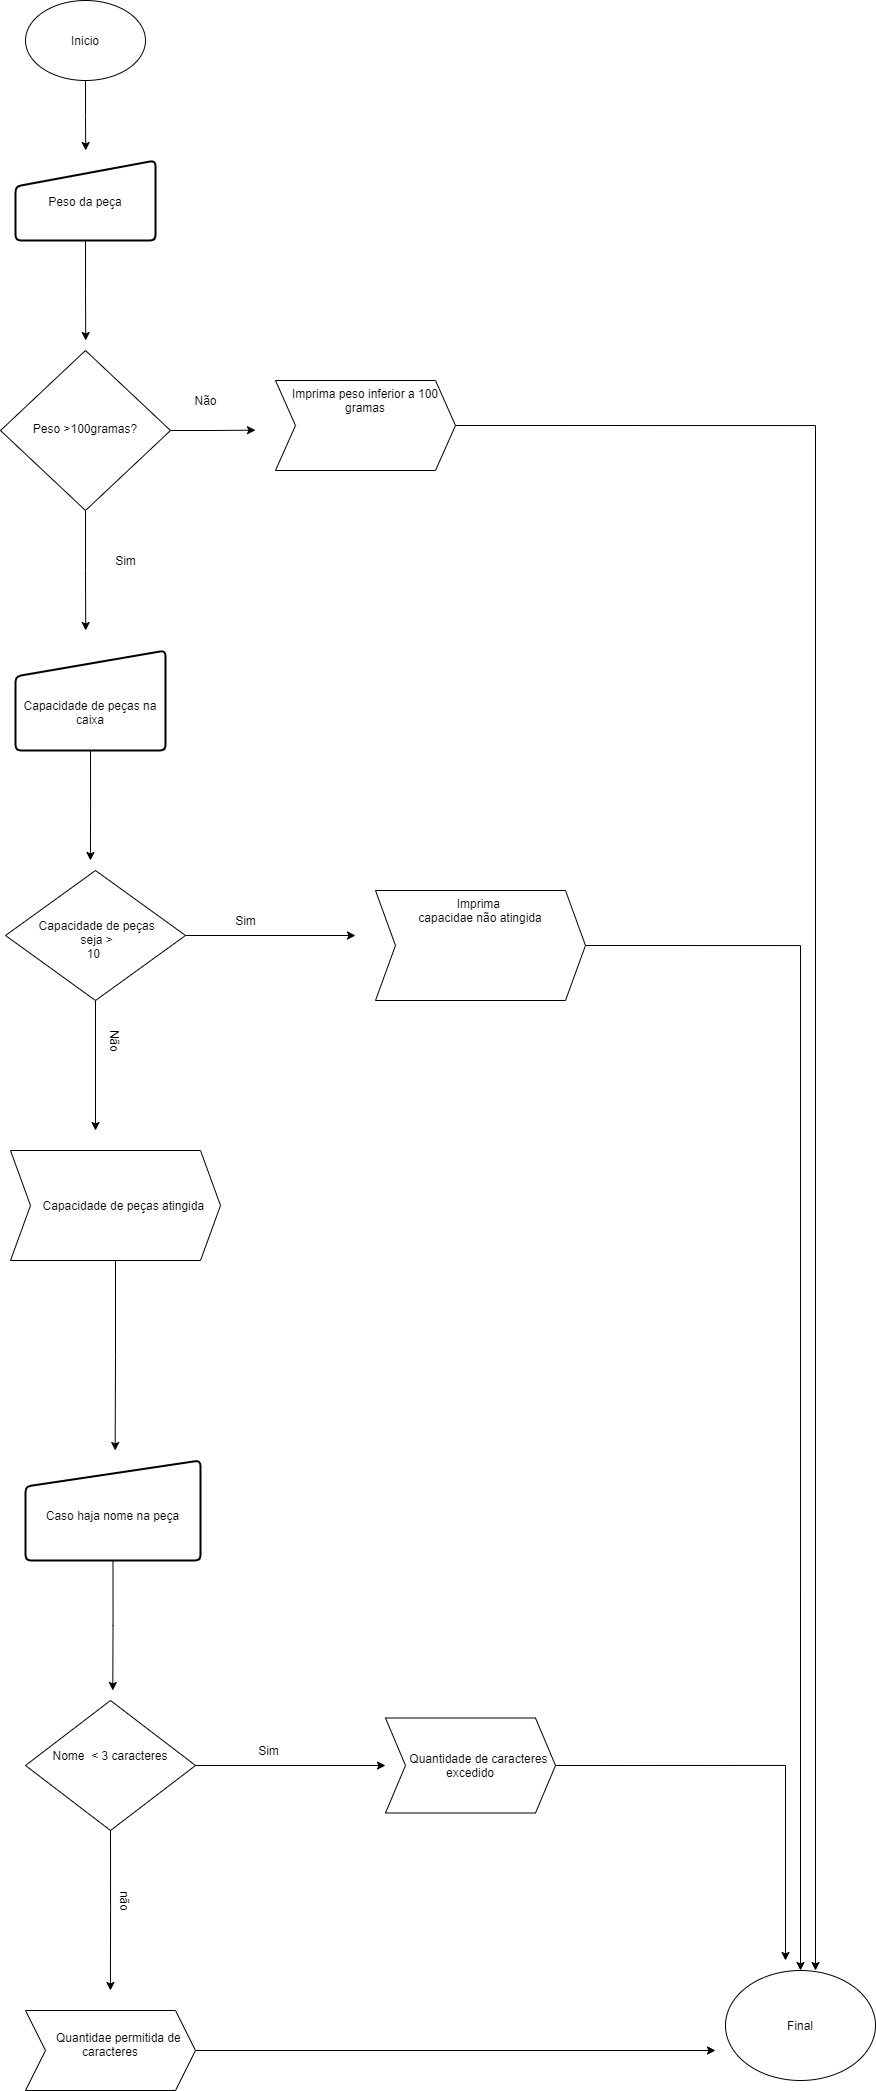 Inicio
Peso da peça
Peso >100gramas?
Não
Imprima peso inferior a 100
gramas
Sim
Capacidade de peças na
caixa
Capacidade de peças
seja >
10
Sim
Imprima
capacidae não atingida
Não
Capacidade de peças atingida
Caso haja nome na peça
Nome < 3 caracteres
Sim
Quantidade de caracteres
excedido
não
Quantidae permitida de
caracteres
Final